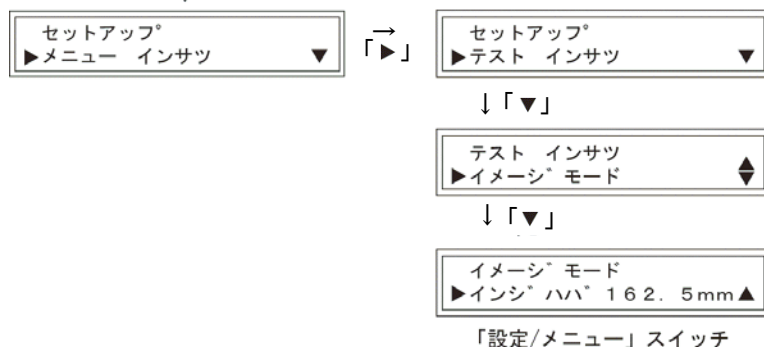 セットアップ
▶メニュー　インサツ　▼
→
「▶」
セットアップ
▶テスト　インサツ　▼
↓「▼」
テスト　インサツ
▶イメージ モード　▲▼
↓「▼」
イメージ モード
▶インジ ハバ 162. 5mm▲
「設定/メニュー」スイッチ